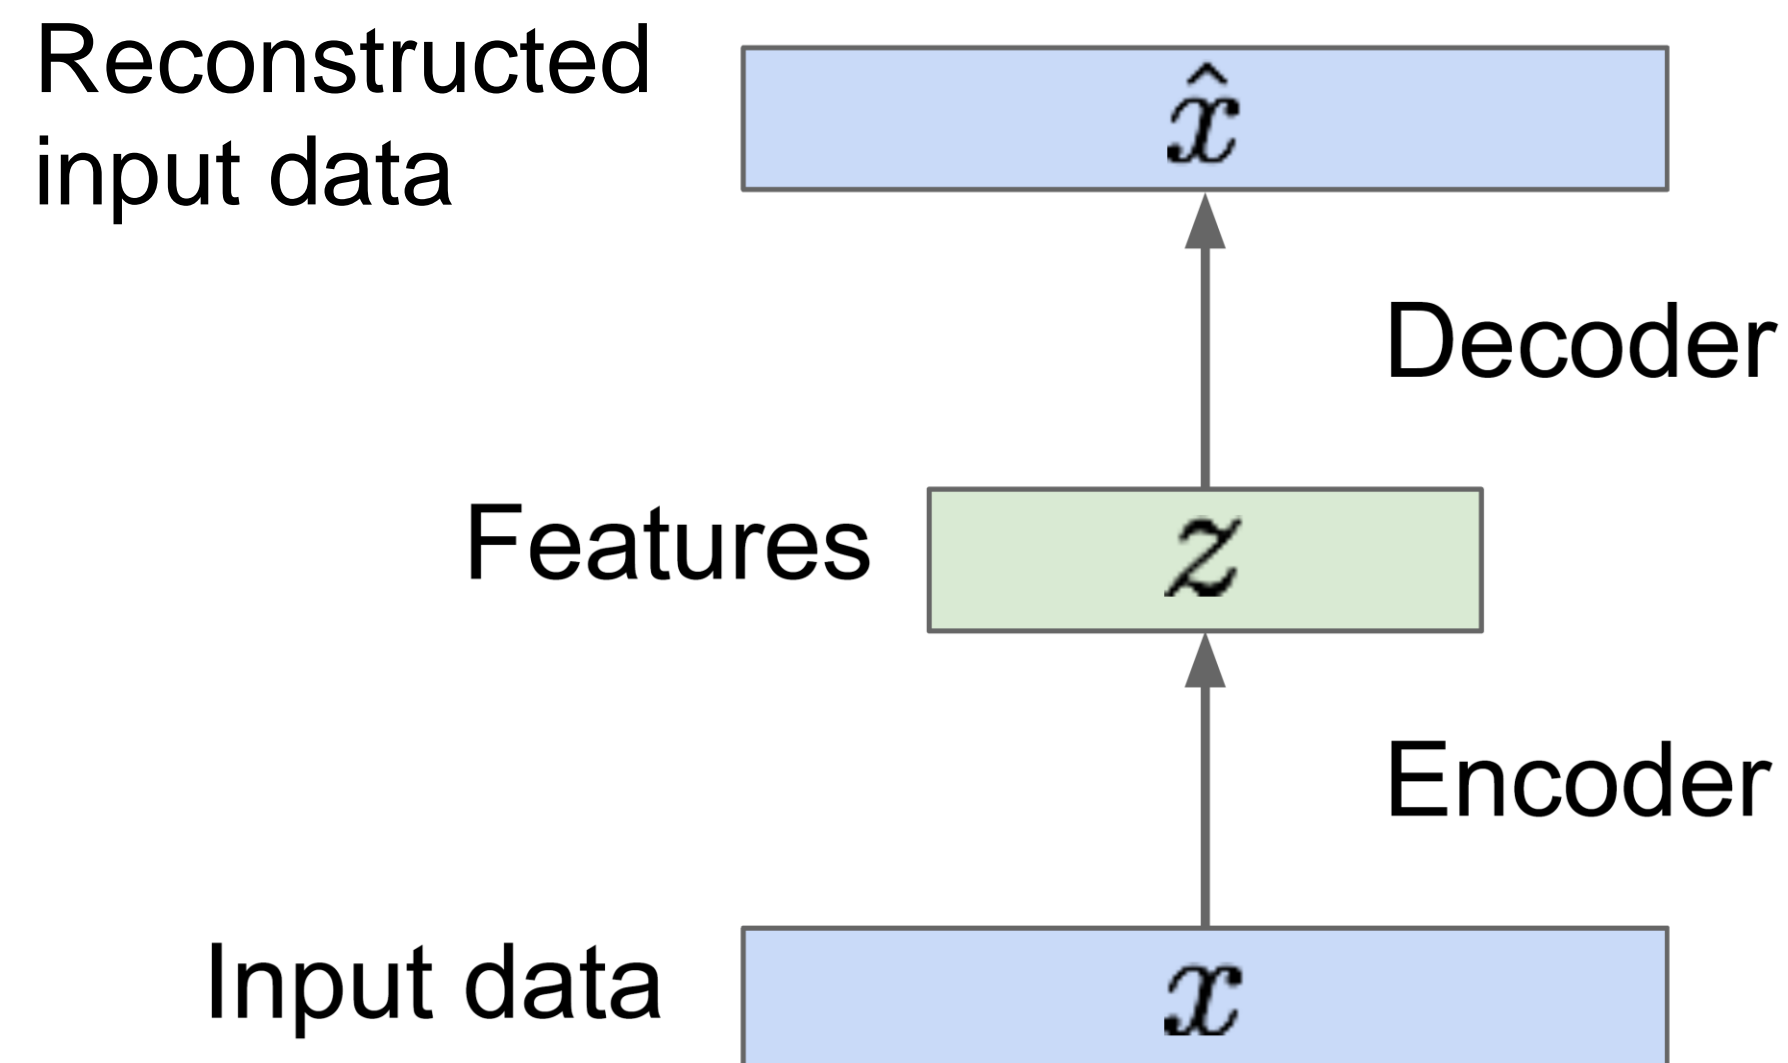 Reconstructed
input data
x̂
Decoder
Features
z
Encoder
Input data
x